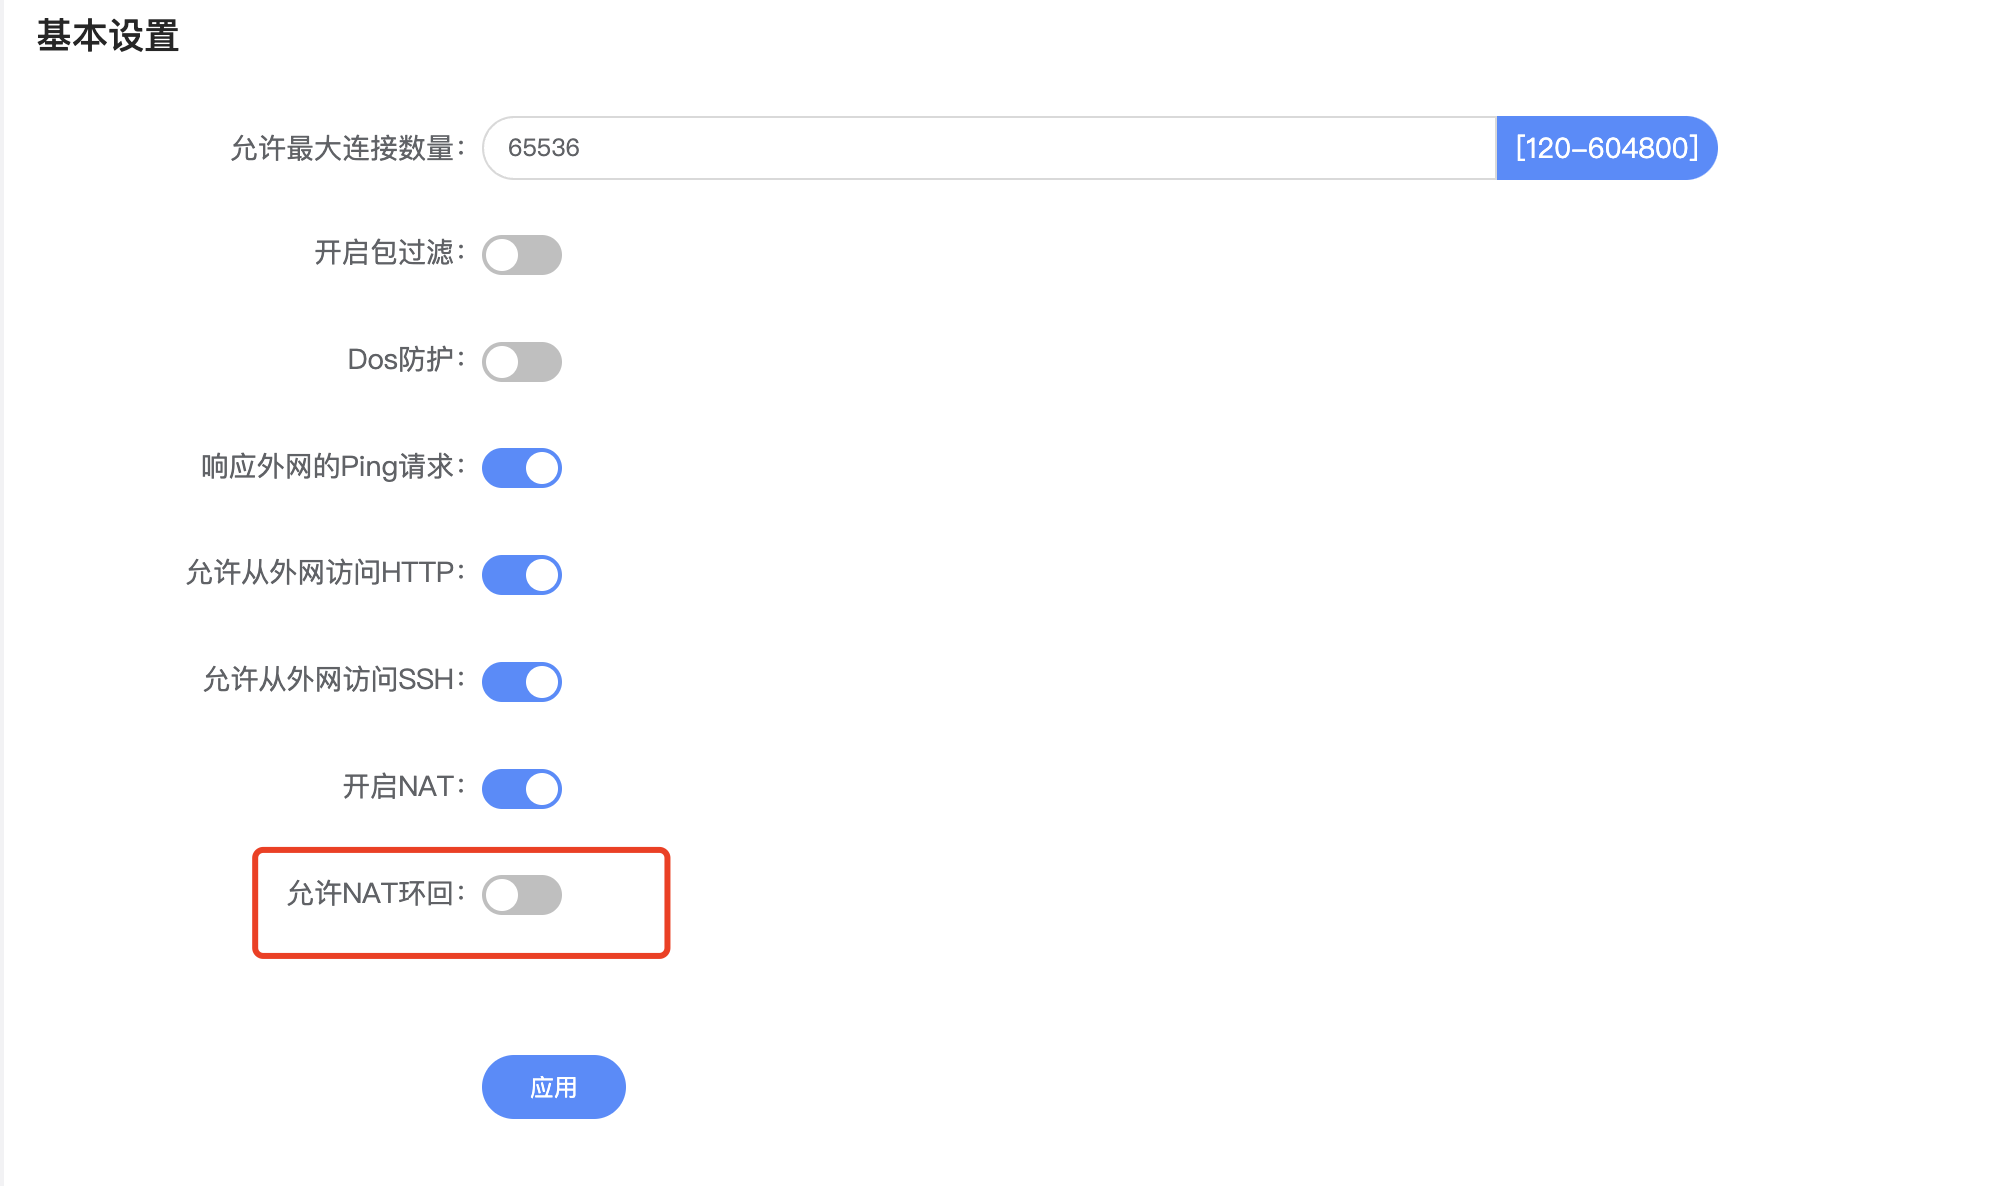 基本设置
允许最大连接数量： 65536 [120-604800]
开启包过滤：
Dos防护：
响应外网的Ping请求：
允许从外网访问HTTP：
允许从外网访问SSH：
开启NAT：
允许NAT环回：
应用